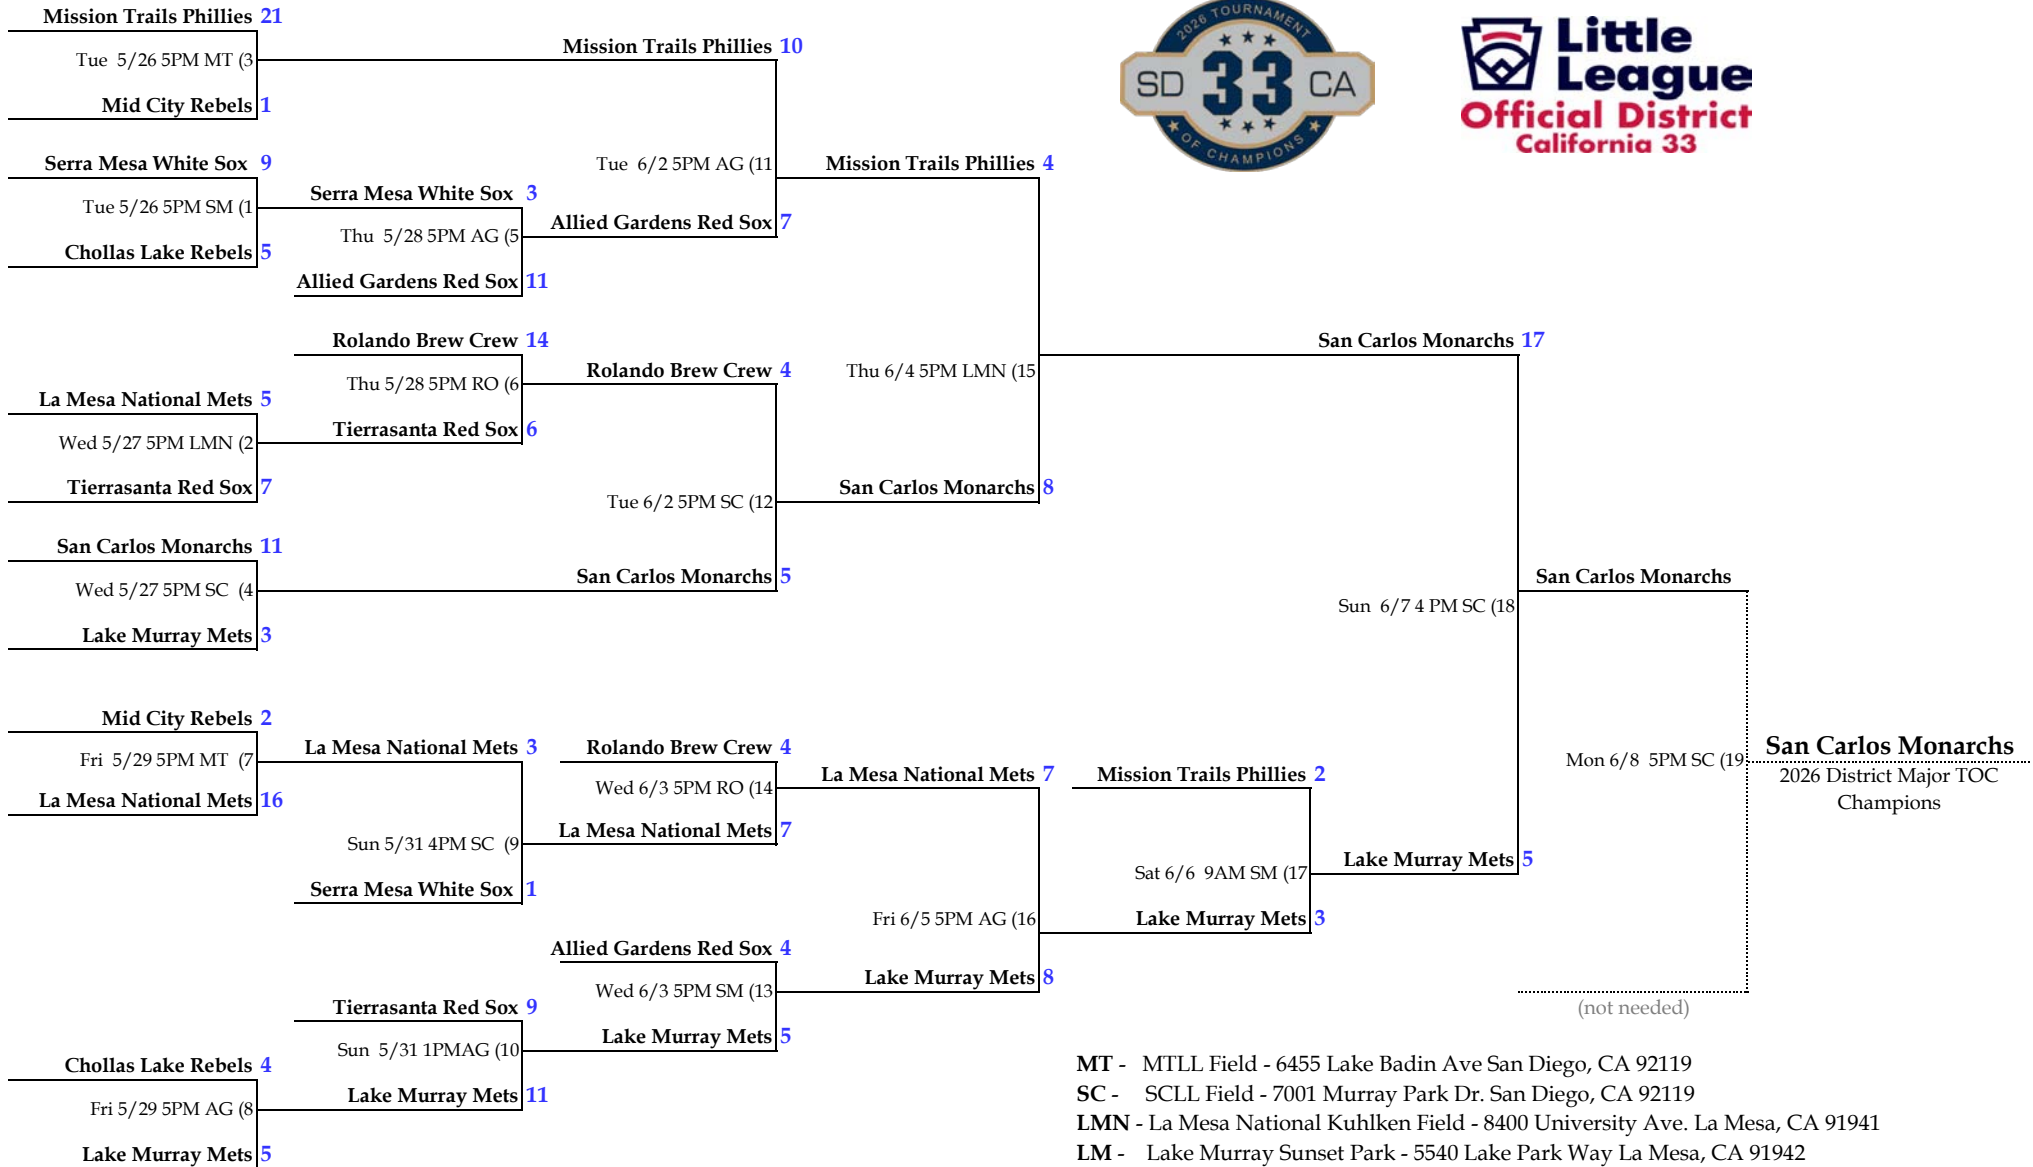 Mission Trails Phillies 21
Tue 5/26 5PM MT (3
Mid City Rebels 1
Serra Mesa White Sox 9
Tue 5/26 5PM SM (1
Chollas Lake Rebels 5
La Mesa National Mets 5
Wed 5/27 5PM LMN (2
Tierrasanta Red Sox 7
San Carlos Monarchs 11
Wed 5/27 5PM SC (4
Lake Murray Mets 3
Serra Mesa White Sox 3
Thu 5/28 5PM AG (5
Allied Gardens Red Sox 11
Rolando Brew Crew 14
Thu 5/28 5PM RO (6
Tierrasanta Red Sox 6
Mission Trails Phillies 10
Tue 6/2 5PM AG (11
Allied Gardens Red Sox 7
Rolando Brew Crew 4
Tue 6/2 5PM SC (12
San Carlos Monarchs 5
Mission Trails Phillies 4
Thu 6/4 5PM LMN (15
San Carlos Monarchs 8
2026 TOURNAMENT
SD 33 CA
OF CHAMPIONS
Little
League
Official District
California 33
San Carlos Monarchs 17
Sun 6/7 4 PM SC (18
Lake Murray Mets 5
San Carlos Monarchs
Mon 6/8 5PM SC (19
(not needed)
San Carlos Monarchs
2026 District Major TOC
Champions
Mid City Rebels 2
Fri 5/29 5PM MT (7
La Mesa National Mets 16
Chollas Lake Rebels 4
Fri 5/29 5PM AG (8
Lake Murray Mets 5
La Mesa National Mets 3
Sun 5/31 4PM SC (9
Serra Mesa White Sox 1
Tierrasanta Red Sox 9
Sun 5/31 1PMAG (10
Lake Murray Mets 11
Rolando Brew Crew 4
Wed 6/3 5PM RO (14
La Mesa National Mets 7
Allied Gardens Red Sox 4
Wed 6/3 5PM SM (13
Lake Murray Mets 5
La Mesa National Mets 7
Fri 6/5 5PM AG (16
Lake Murray Mets 8
Mission Trails Phillies 2
Sat 6/6 9AM SM (17
Lake Murray Mets 3
MT - MTLL Field - 6455 Lake Badin Ave San Diego, CA 92119
SC - SCLL Field - 7001 Murray Park Dr. San Diego, CA 92119
LMN - La Mesa National Kuhlken Field - 8400 University Ave. La Mesa, CA 91941
LM - Lake Murray Sunset Park - 5540 Lake Park Way La Mesa, CA 91942